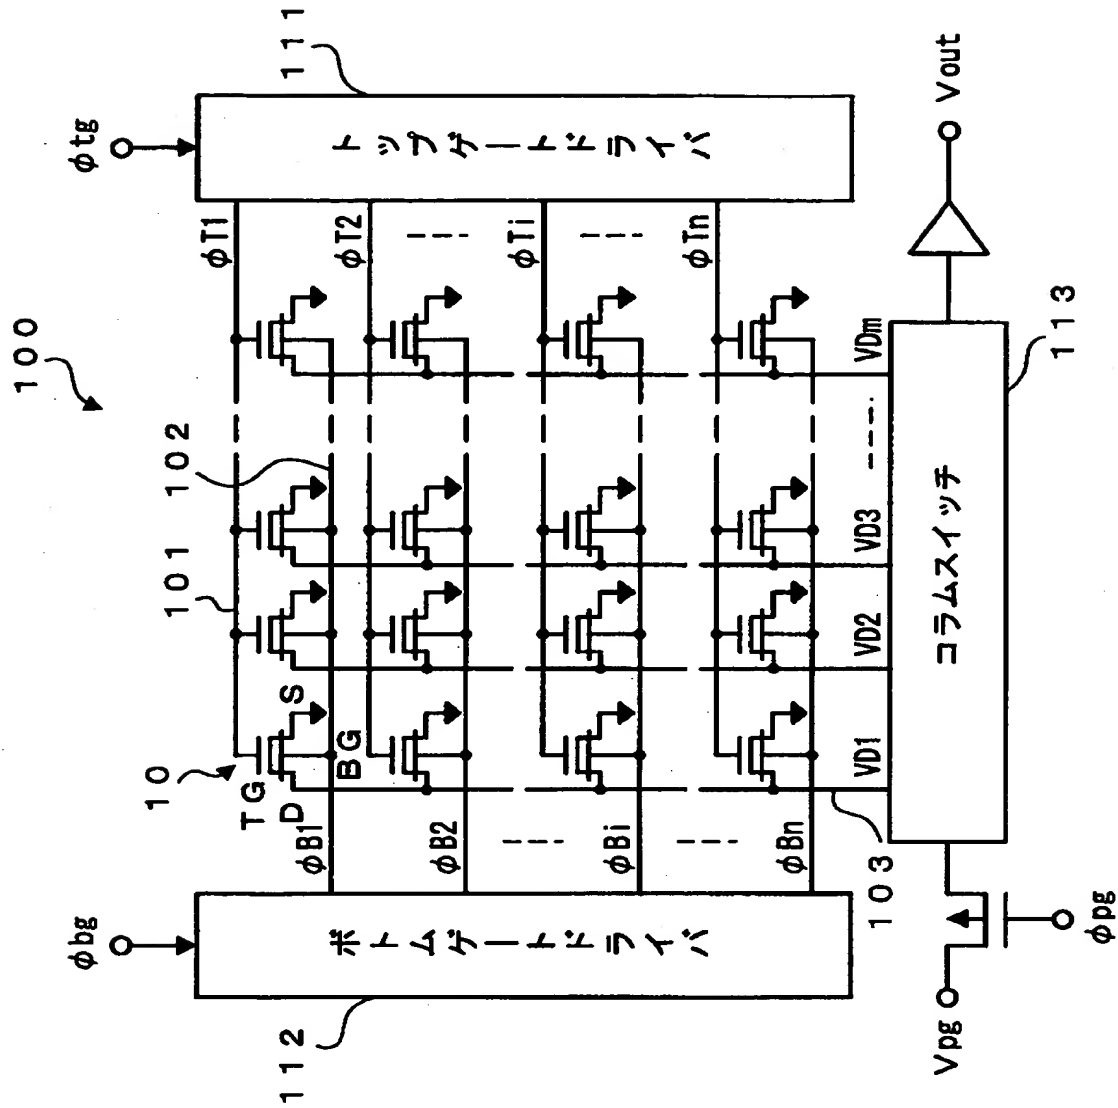 100
111
φtg
トップゲートドライバ
φT1
φT2
φTi
φTn
101
102
10
TG
S
D
BG
φB1
φB2
φBi
φBn
φbg
ボトムゲートドライバ
112
VD1
VD2
VD3
VDm
103
コラムスイッチ
113
Vout
Vpg
φpg